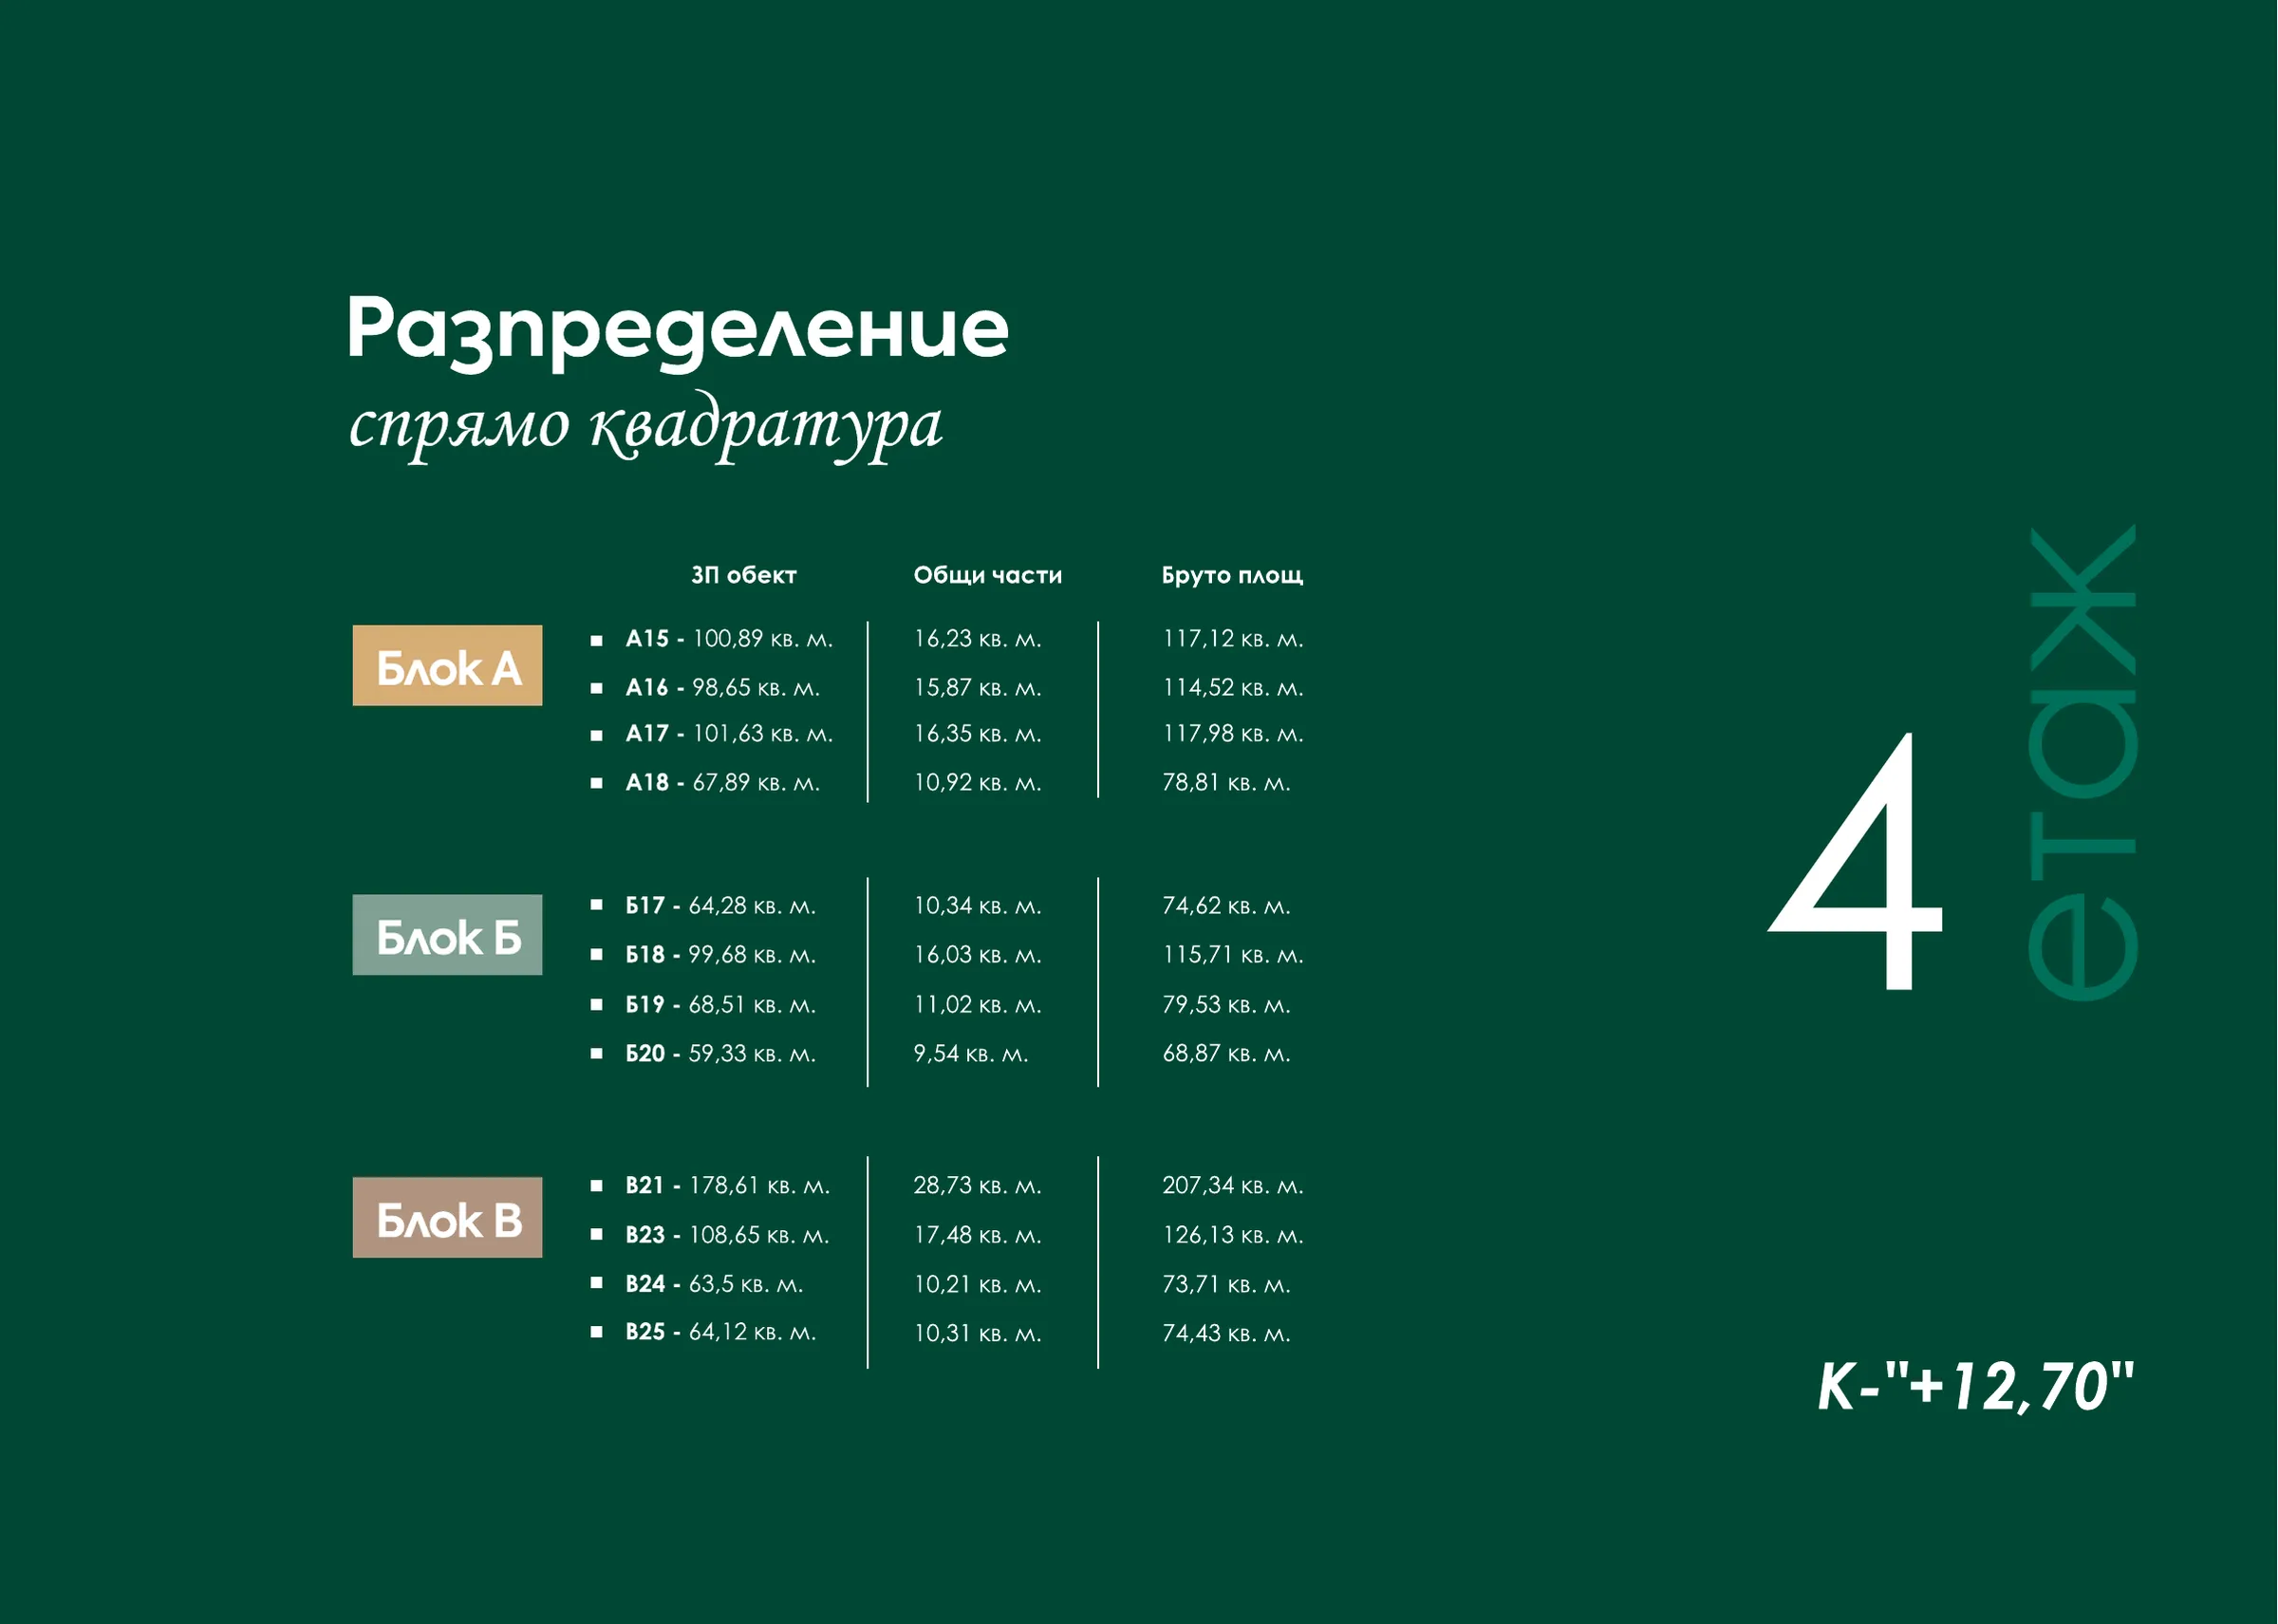 Разпределение
спрямо квадратура
ЗП обект Общи части Бруто площ
Блок А
А15 - 100,89 кв. м. 16,23 кв. м. 117,12 кв. м.
А16 - 98,65 кв. м. 15,87 кв. м. 114,52 кв. м.
А17 - 101,63 кв. м. 16,35 кв. м. 117,98 кв. м.
А18 - 67,89 кв. м. 10,92 кв. м. 78,81 кв. м.
Блок Б
Б17 - 64,28 кв. м. 10,34 кв. м. 74,62 кв. м.
Б18 - 99,68 кв. м. 16,03 кв. м. 115,71 кв. м.
Б19 - 68,51 кв. м. 11,02 кв. м. 79,53 кв. м.
Б20 - 59,33 кв. м. 9,54 кв. м. 68,87 кв. м.
Блок В
В21 - 178,61 кв. м. 28,73 кв. м. 207,34 кв. м.
В23 - 108,65 кв. м. 17,48 кв. м. 126,13 кв. м.
В24 - 63,5 кв. м. 10,21 кв. м. 73,71 кв. м.
В25 - 64,12 кв. м. 10,31 кв. м. 74,43 кв. м.
4
етаж
К-"+12,70"